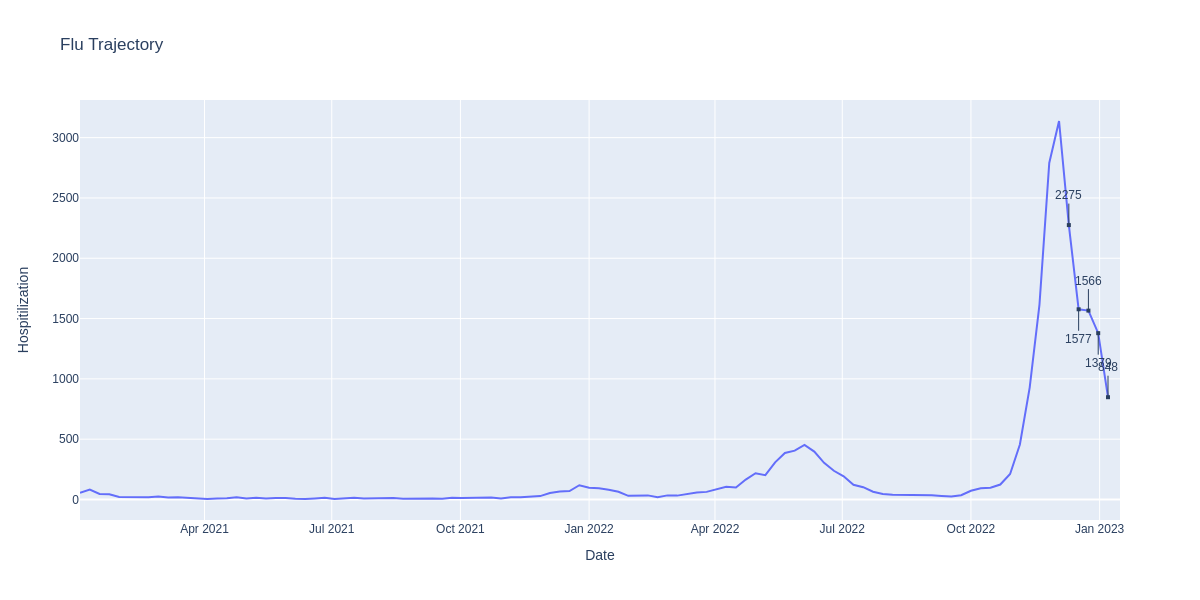 Flu Trajectory
3000
2500
2000
1500
1000
500
0
2275
1566
1577
1379
848
Apr 2021
Jul 2021
Oct 2021
Jan 2022
Apr 2022
Jul 2022
Oct 2022
Jan 2023
Date
Hospitilization